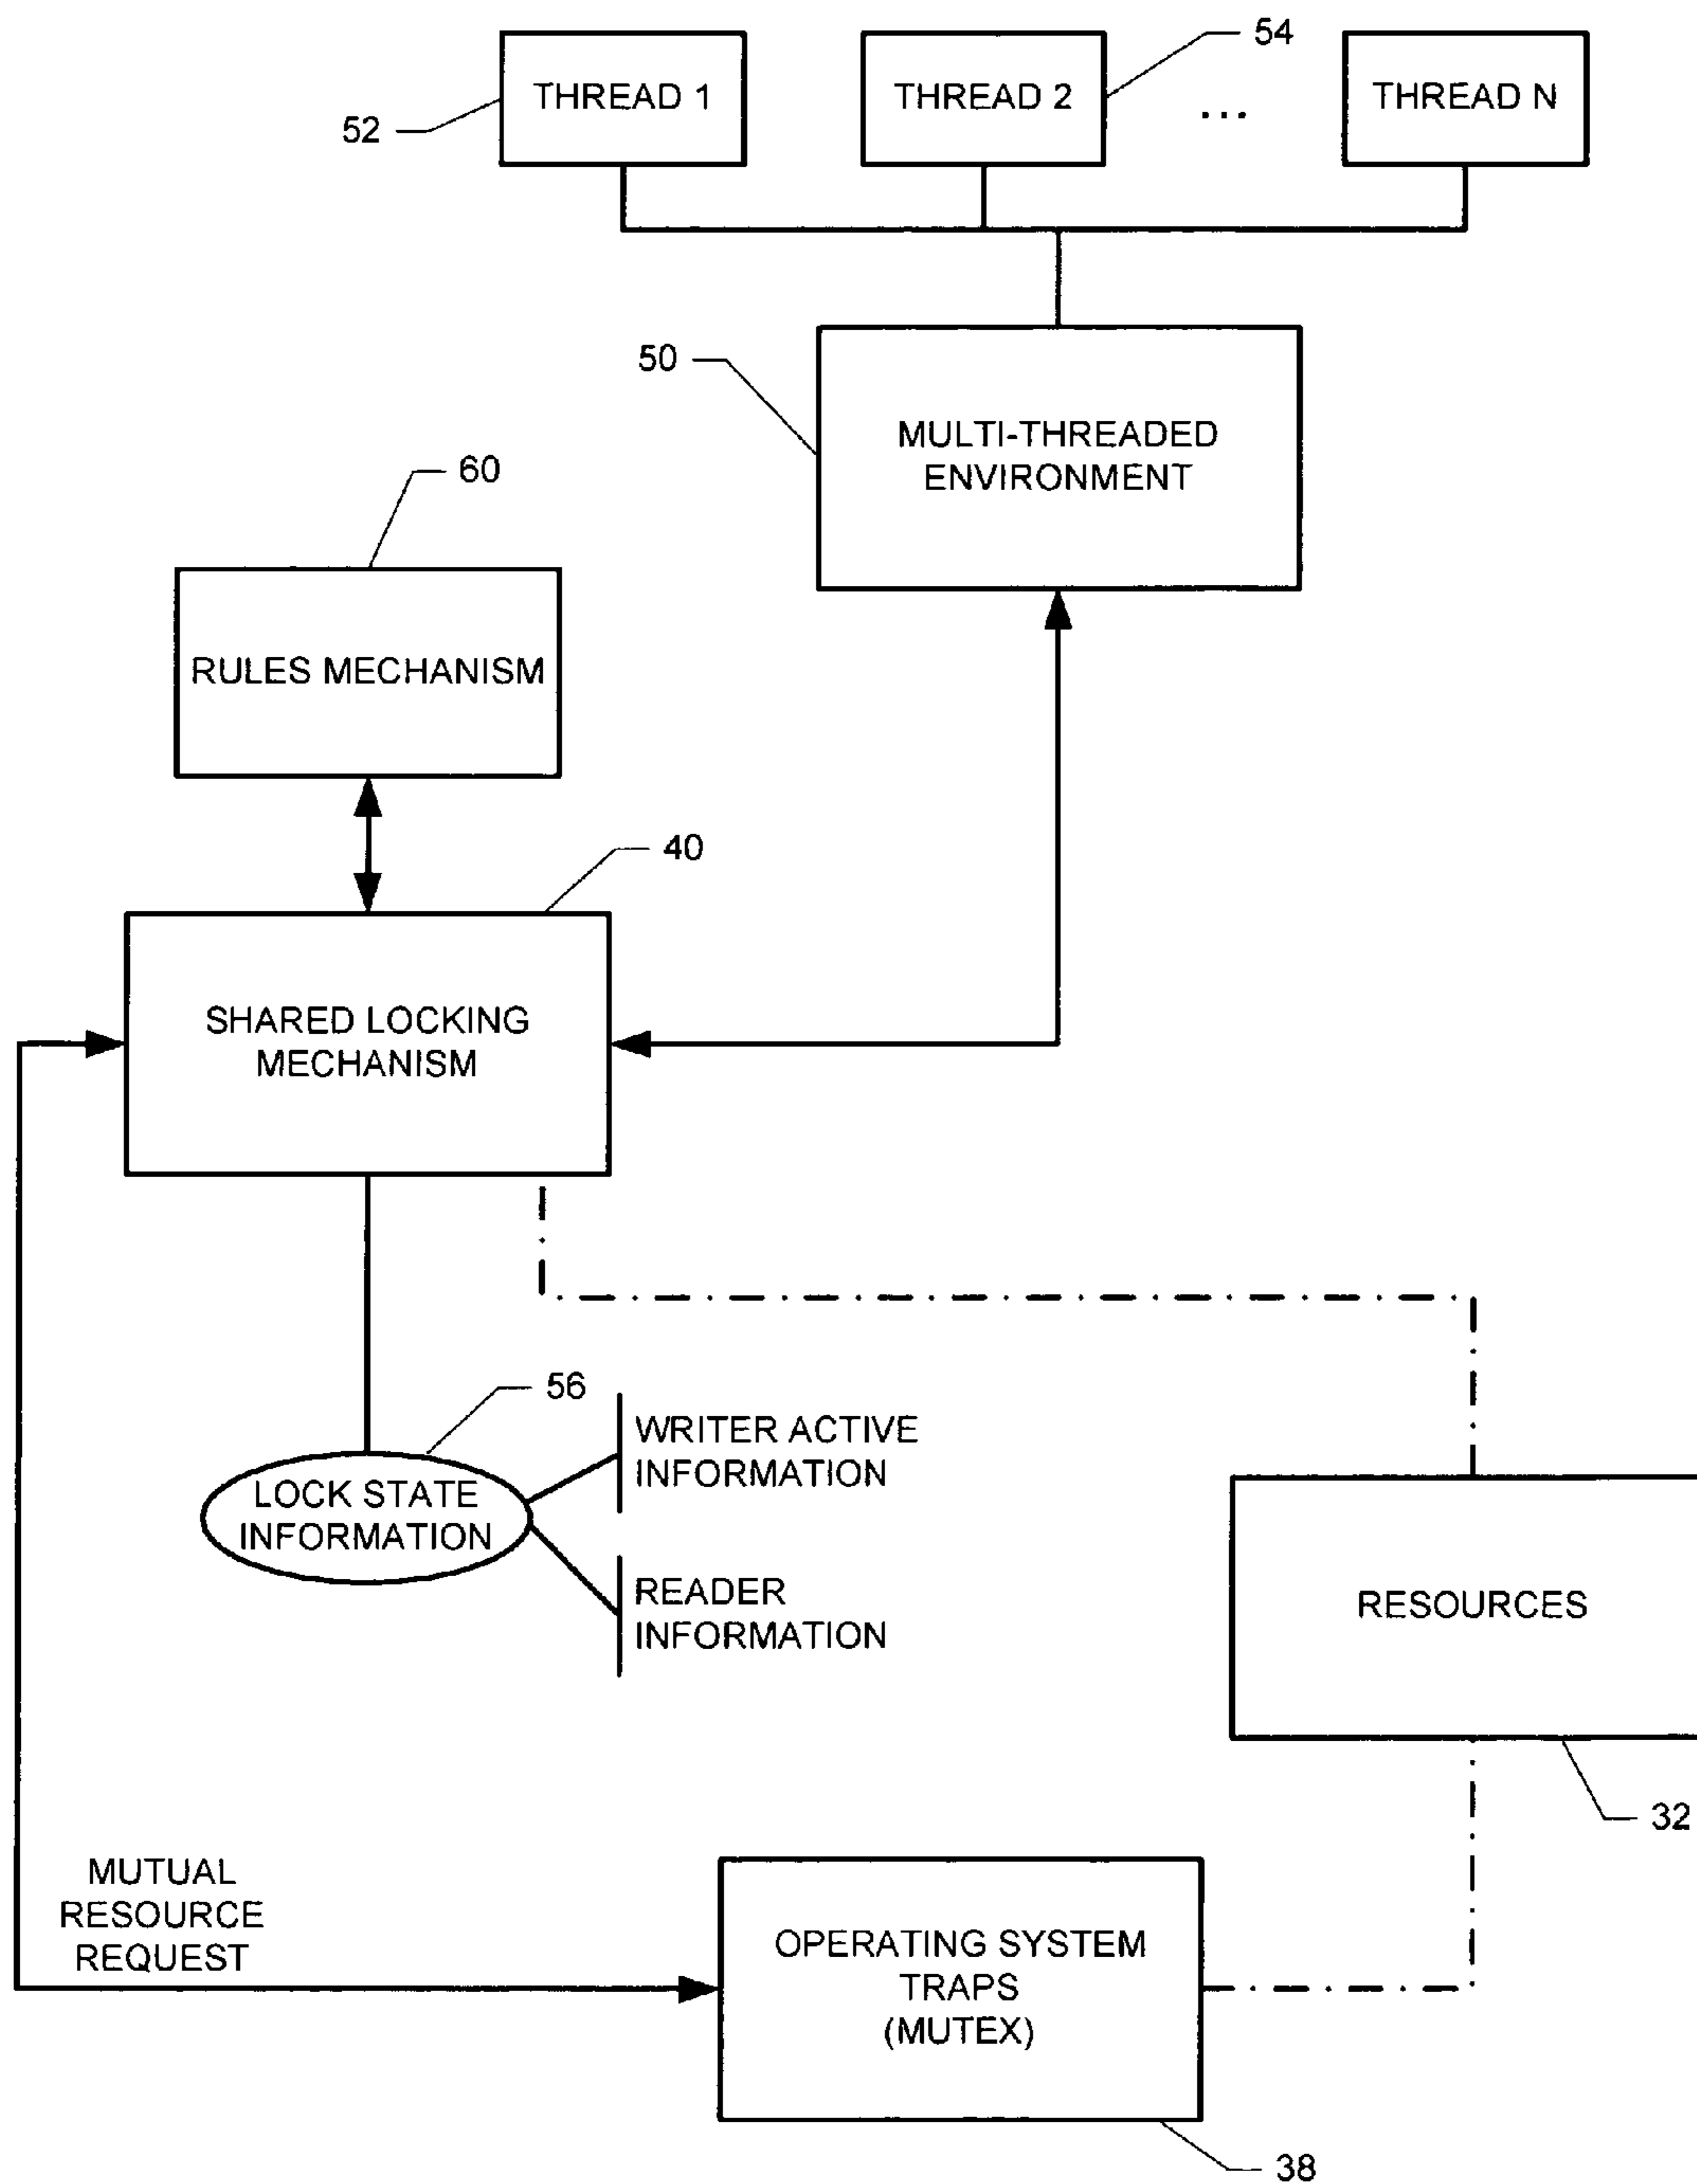 54
THREAD 1
THREAD 2
...
THREAD N
52
50
MULTI-THREADED
ENVIRONMENT
60
RULES MECHANISM
40
SHARED LOCKING
MECHANISM
56
WRITER ACTIVE
INFORMATION
LOCK STATE
INFORMATION
READER
INFORMATION
RESOURCES
32
MUTUAL
RESOURCE
REQUEST
OPERATING SYSTEM
TRAPS
(MUTEX)
38